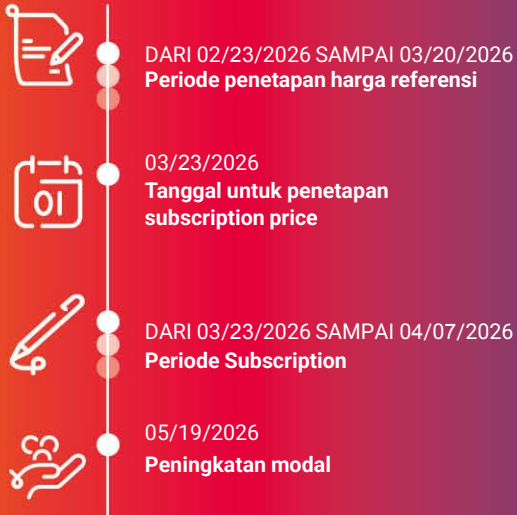 DARI 02/23/2026 SAMPAI 03/20/2026
Periode penetapan harga referensi
01
03/23/2026
Tanggal untuk penetapan
subscription price
DARI 03/23/2026 SAMPAI 04/07/2026
Periode Subscription
05/19/2026
Peningkatan modal